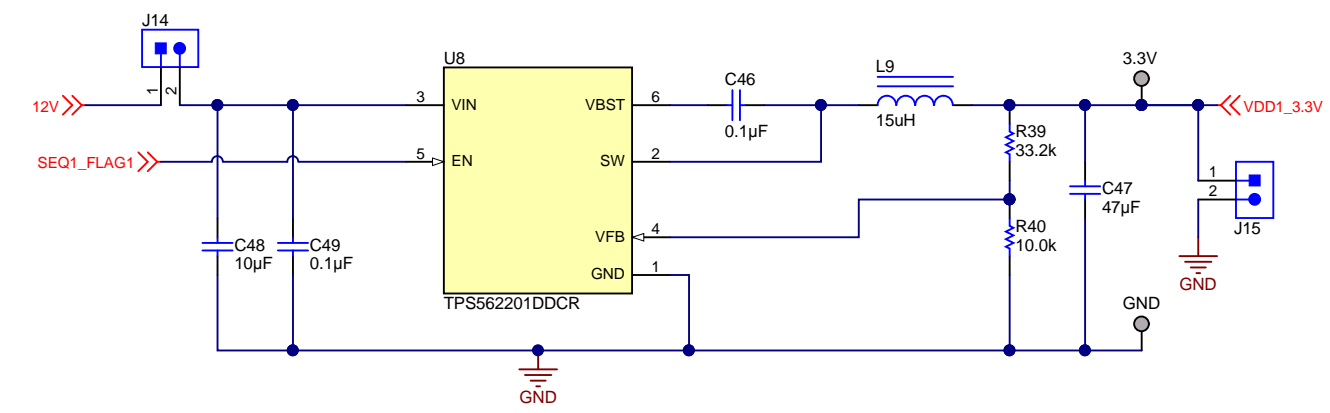 J14
1 2
12V
SEQ1_FLAG1
C48
10µF
C49
0.1µF
U8
3 VIN
5 EN
VBST 6
SW 2
VFB 4
GND 1
TPS562201DDCR
C46
0.1µF
L9
15uH
3.3V
VDD1_3.3V
R39
33.2k
R40
10.0k
C47
47µF
1
2
J15
GND
GND
GND